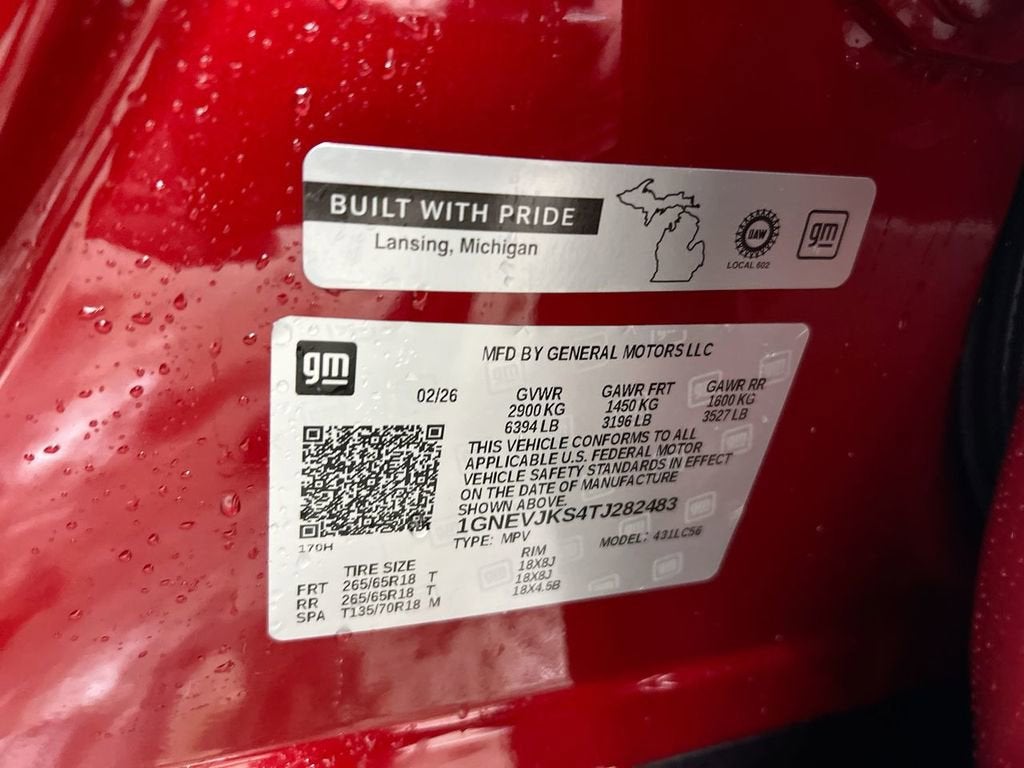 BUILT WITH PRIDE
Lansing, Michigan
UAW
LOCAL 602
gm
gm
MFD BY GENERAL MOTORS LLC
02/26 GVWR GAWR FRT GAWR RR
2900 KG 1450 KG 1600 KG
6394 LB 3196 LB 3527 LB
THIS VEHICLE CONFORMS TO ALL
APPLICABLE U.S. FEDERAL MOTOR
VEHICLE SAFETY STANDARDS IN EFFECT
ON THE DATE OF MANUFACTURE
SHOWN ABOVE.
1GNEVJKS4TJ282483
TYPE: MPV MODEL: 431LC56
170H
TIRE SIZE RIM
FRT 265/65R18 T 18X8J
RR 265/65R18 T 18X8J
SPA T135/70R18 M 18X4.5B